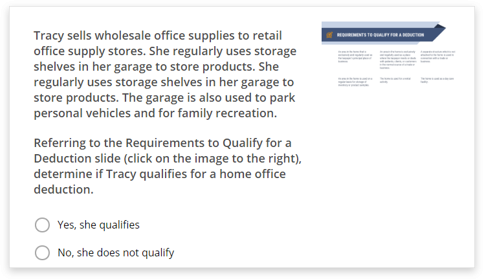 Tracy sells wholesale office supplies to retail
office supply stores. She regularly uses storage
shelves in her garage to store products. She
regularly uses storage shelves in her garage to
store products. The garage is also used to park
personal vehicles and for family recreation.
REQUIREMENTS TO QUALIFY FOR A DEDUCTION
Referring to the Requirements to Qualify for a
Deduction slide (click on the image to the right),
determine if Tracy qualifies for a home office
deduction.
Yes, she qualifies
No, she does not qualify